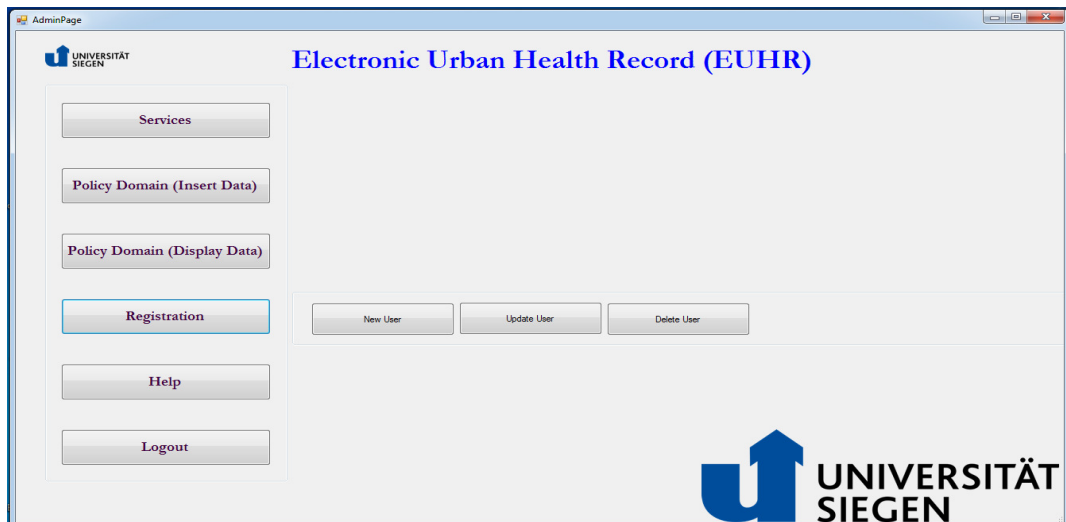 AdminPage
UNIVERSITÄT
SIEGEN
Electronic Urban Health Record (EUHR)
Services
Policy Domain (Insert Data)
Policy Domain (Display Data)
Registration
New User
Update User
Delete User
Help
Logout
UNIVERSITÄT
SIEGEN